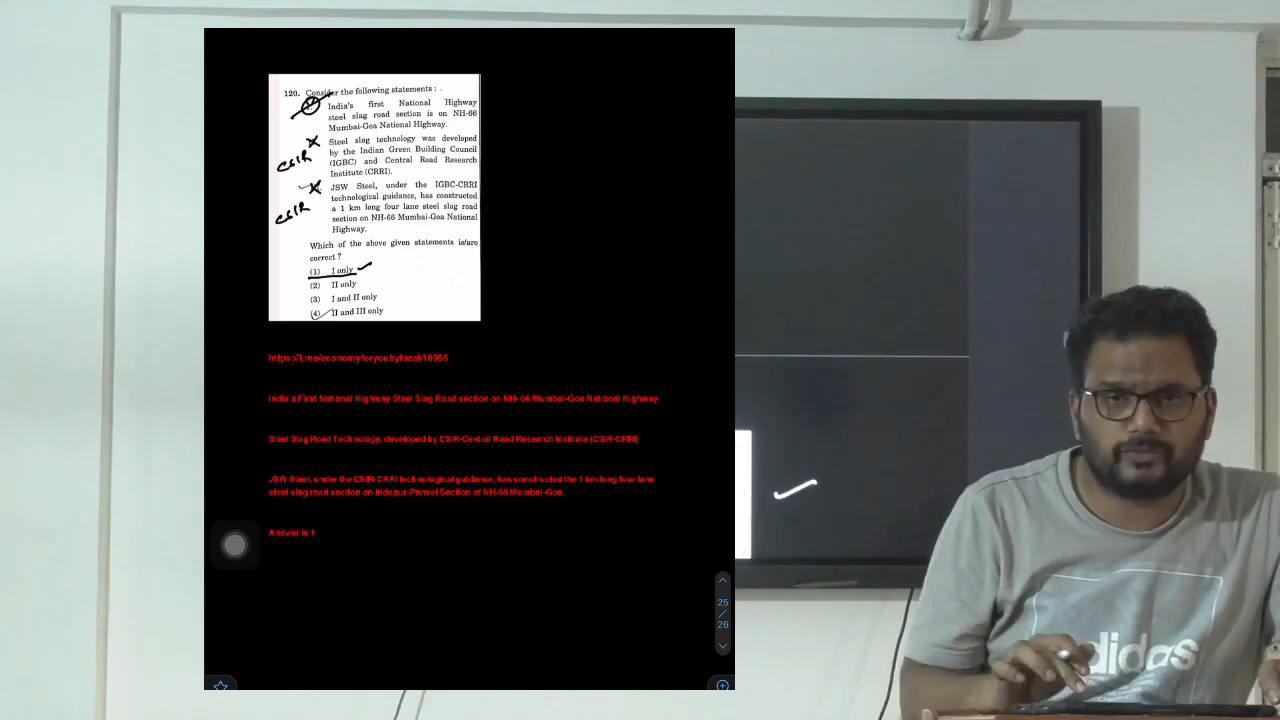 120. Consider the following statements :
India's first National Highway
steel slag road section is on NH-66
Mumbai-Goa National Highway.
Steel slag technology was developed
by the Indian Green Building Council
(IGBC) and Central Road Research
Institute (CRRI).
CSIR
JSW Steel, under the IGBC-CRRI
technological guidance, has constructed
a 1 km long four lane steel slag road
section on NH-66 Mumbai-Goa National
Highway.
CSIR
Which of the above given statements is/are
correct ?
(1) I only
(2) II only
(3) I and II only
(4) II and III only
https://t.me/economyforyoubyfazal/10956
India's First National Highway Steel Slag Road section on NH- 66 Mumbai-Goa National Highway
Steel Slag Road Technology, developed by CSIR-Central Road Research Institute (CSIR-CRRI)
JSW Steel, under the CSIR-CRRI technological guidance, has constructed the 1 km long four lane
steel slag road section on Indapur-Panvel Section of NH-66 Mumbai-Goa.
Answer is 1
25
/
26
adidas